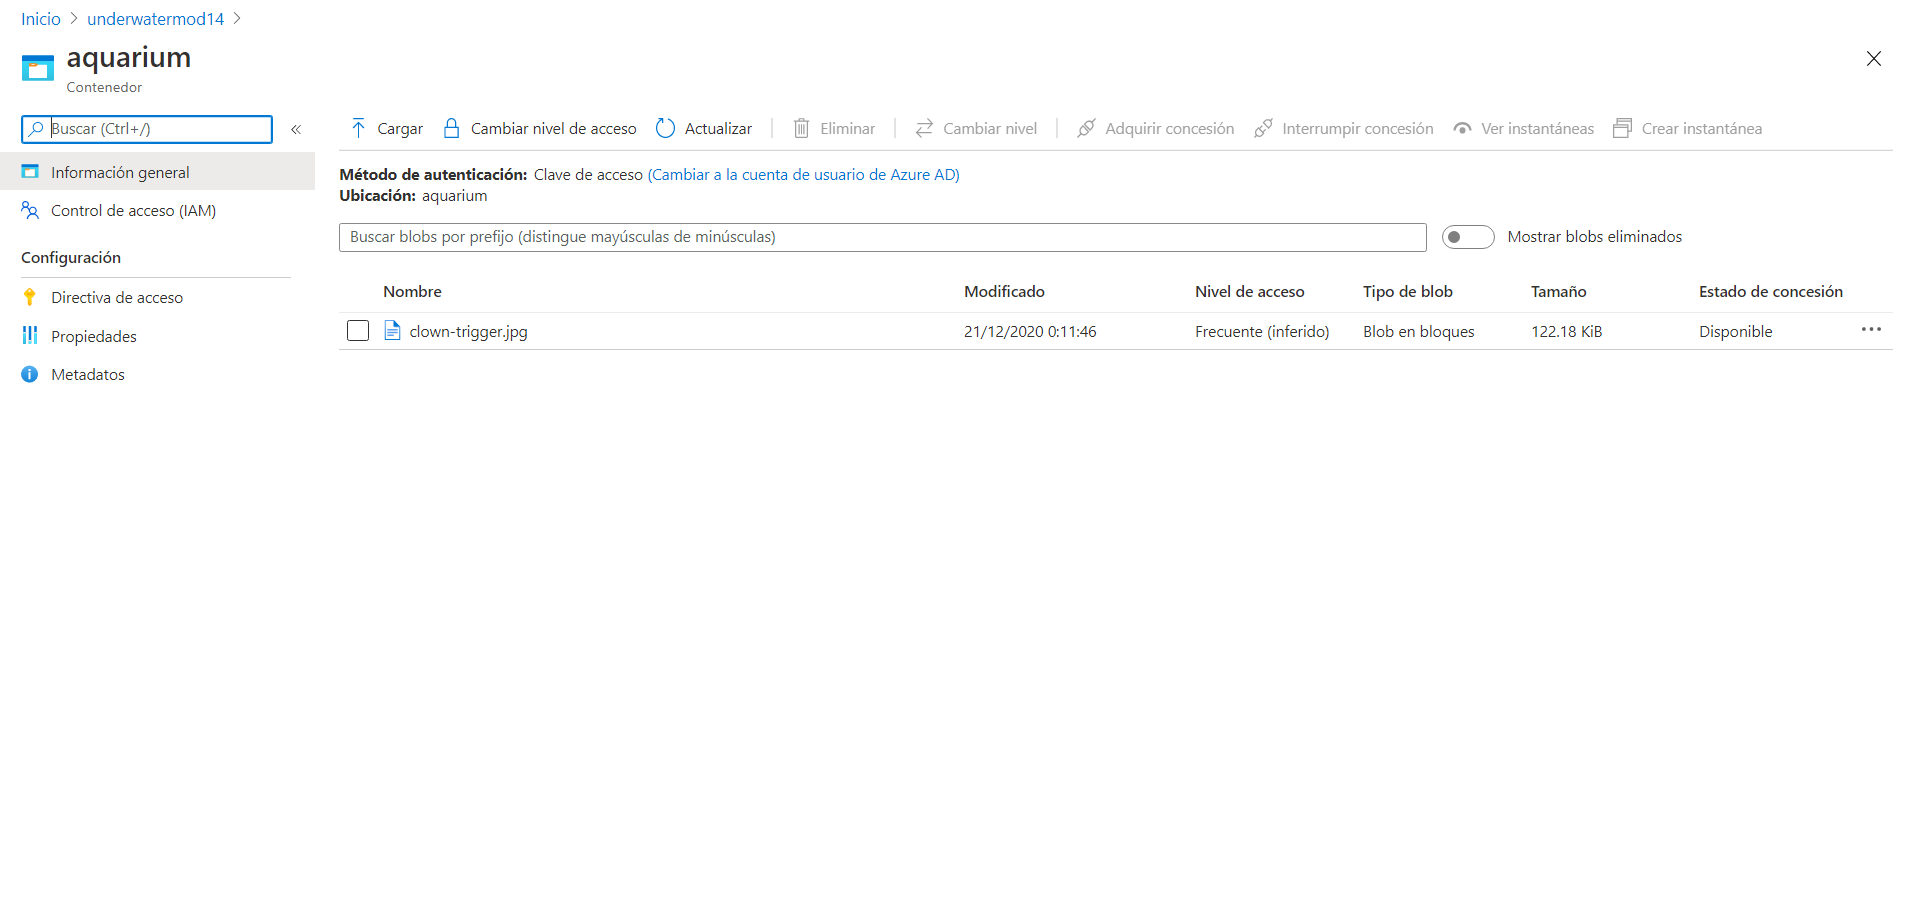 Inicio > underwatermod14 >
aquarium
Contenedor
Buscar (Ctrl+/)
«
Información general
Control de acceso (IAM)
Configuración
Directiva de acceso
Propiedades
Metadatos
Cargar Cambiar nivel de acceso Actualizar | Eliminar | Cambiar nivel | Adquirir concesión Interrumpir concesión Ver instantáneas Crear instantánea
Método de autenticación: Clave de acceso (Cambiar a la cuenta de usuario de Azure AD)
Ubicación: aquarium
Buscar blobs por prefijo (distingue mayúsculas de minúsculas) Mostrar blobs eliminados
Nombre Modificado Nivel de acceso Tipo de blob Tamaño Estado de concesión
clown-trigger.jpg 21/12/2020 0:11:46 Frecuente (inferido) Blob en bloques 122.18 KiB Disponible ...